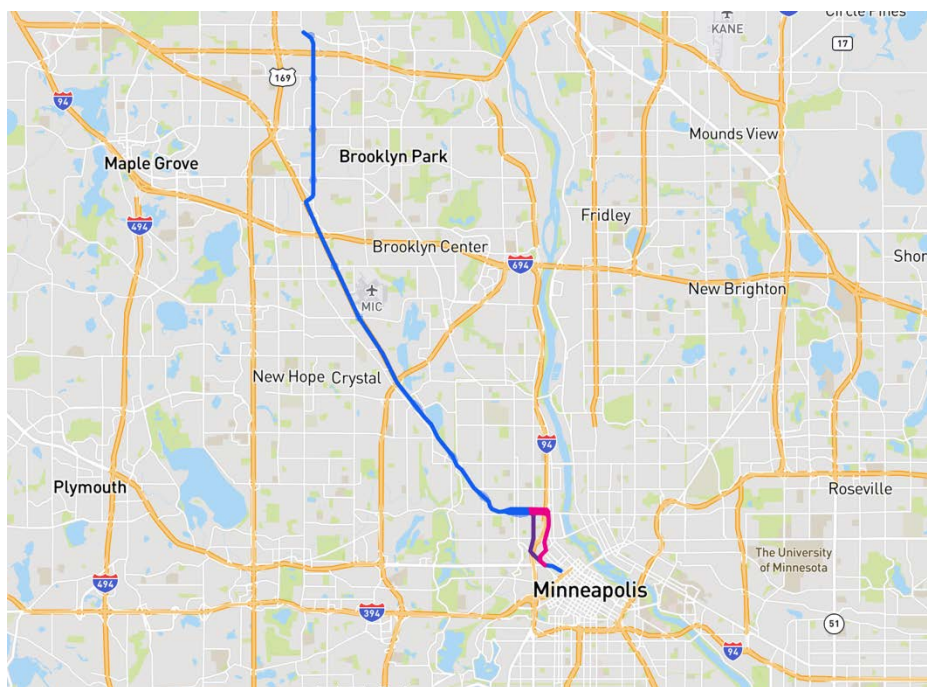 Circle Pines
KANE
17
169
94
Mounds View
Brooklyn Park
Maple Grove
Fridley
494
Brooklyn Center
694
Shor
New Brighton
MIC
New Hope
Crystal
94
Plymouth
Roseville
The University
of Minnesota
494
Minneapolis
394
51
94